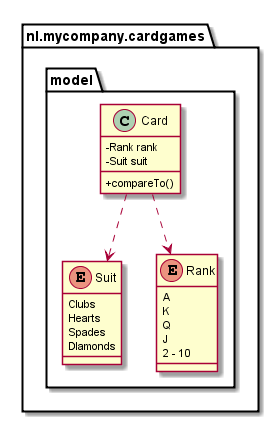 nl.mycompany.cardgames
model
C Card
-Rank rank
-Suit suit
+compareTo()
E Suit
Clubs
Hearts
Spades
DIamonds
E Rank
A
K
Q
J
2 - 10